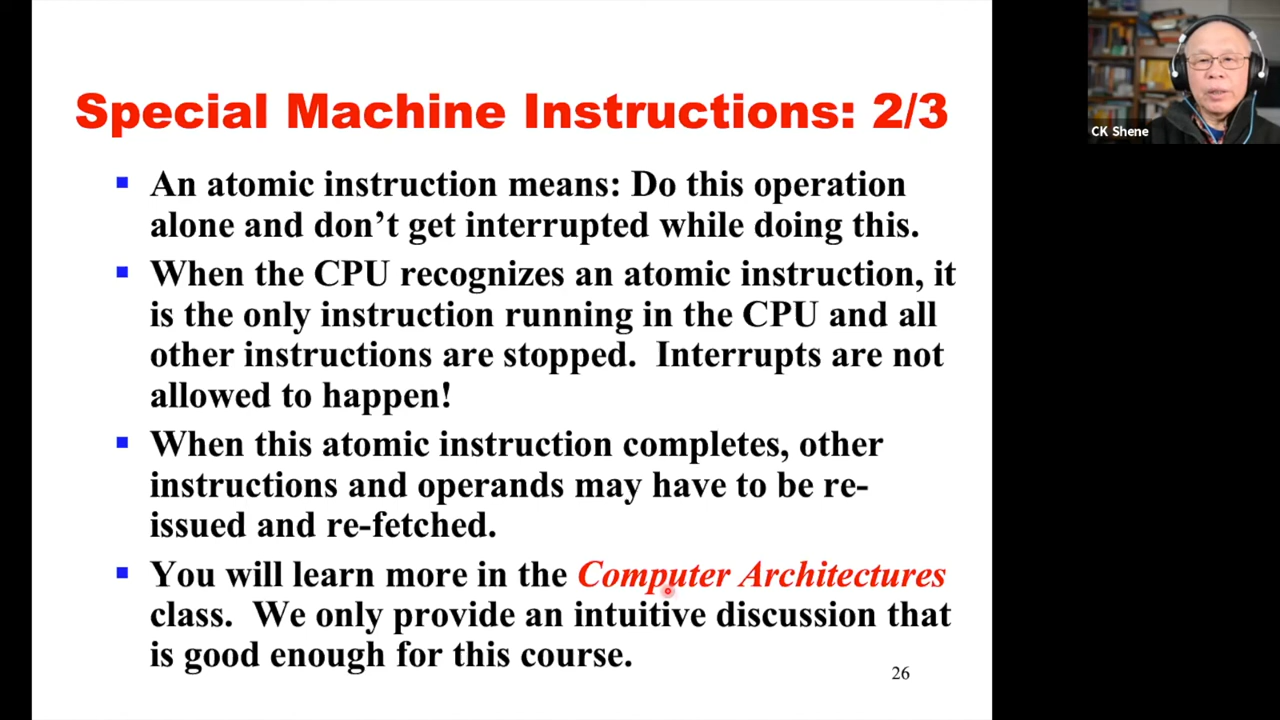 Special Machine Instructions: 2/3
An atomic instruction means: Do this operation
alone and don’t get interrupted while doing this.
When the CPU recognizes an atomic instruction, it
is the only instruction running in the CPU and all
other instructions are stopped.  Interrupts are not
allowed to happen!
When this atomic instruction completes, other
instructions and operands may have to be re-
issued and re-fetched.
You will learn more in the Computer Architectures
class.  We only provide an intuitive discussion that
is good enough for this course.
26
CK Shene